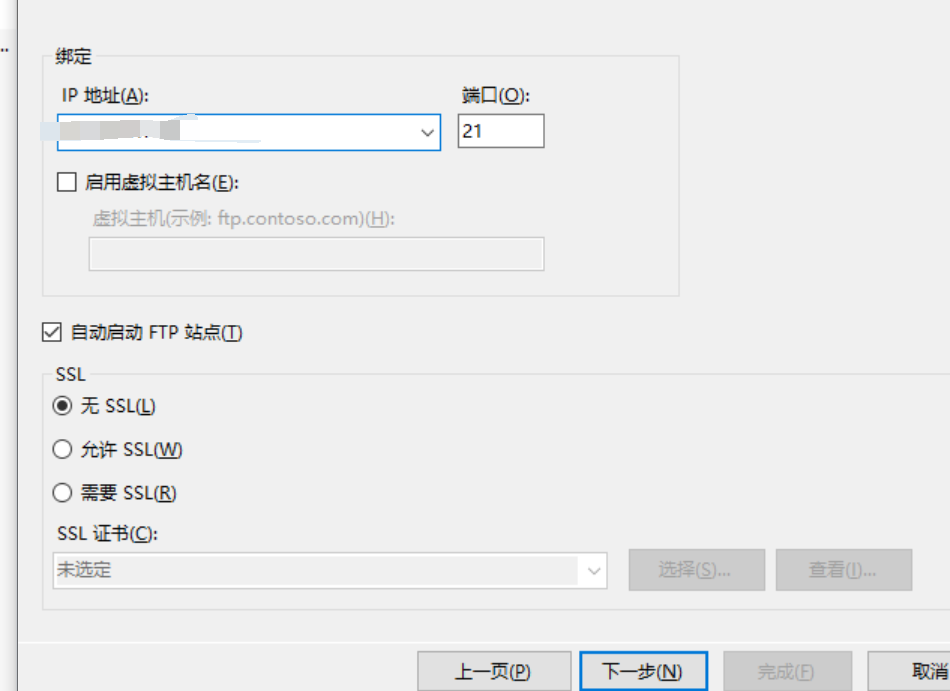 绑定
IP 地址(A): 端口(O):
21
启用虚拟主机名(E):
虚拟主机(示例: ftp.contoso.com)(H):
自动启动 FTP 站点(T)
SSL
无 SSL(L)
允许 SSL(W)
需要 SSL(R)
SSL 证书(C):
未选定 选择(S)... 查看(I)...
上一页(P) 下一步(N) 完成(F) 取消